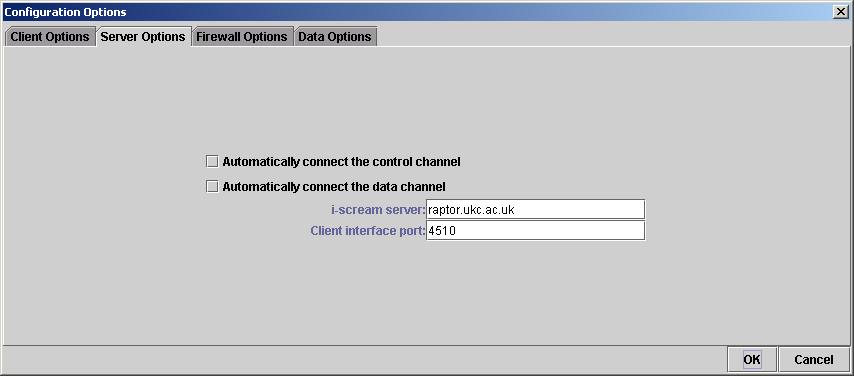 Configuration Options
Client Options Server Options Firewall Options Data Options
Automatically connect the control channel
Automatically connect the data channel
i-scream server: raptor.ukc.ac.uk
Client interface port: 4510
OK Cancel